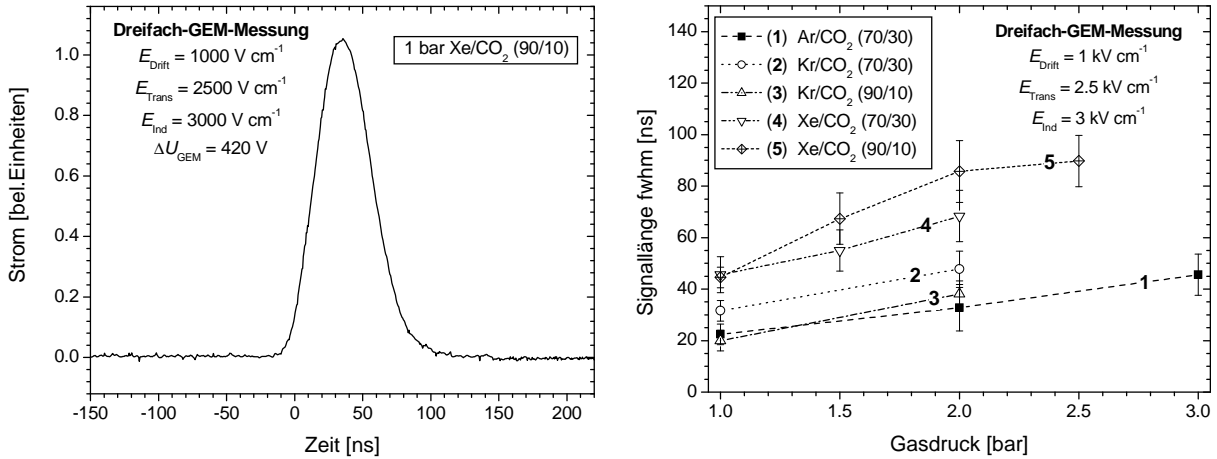 Dreifach-GEM-Messung
E_Drift = 1000 V cm^-1
E_Trans = 2500 V cm^-1
E_Ind = 3000 V cm^-1
ΔU_GEM = 420 V
1 bar Xe/CO_2 (90/10)
Strom [bel.Einheiten]
1.0
0.8
0.6
0.4
0.2
0.0
-150
-100
-50
0
50
100
150
200
Zeit [ns]
Dreifach-GEM-Messung
E_Drift = 1 kV cm^-1
E_Trans = 2.5 kV cm^-1
E_Ind = 3 kV cm^-1
(1) Ar/CO_2 (70/30)
(2) Kr/CO_2 (70/30)
(3) Kr/CO_2 (90/10)
(4) Xe/CO_2 (70/30)
(5) Xe/CO_2 (90/10)
Signallänge fwhm [ns]
140
120
100
80
60
40
20
0
5
4
2
3
1
1.0
1.5
2.0
2.5
3.0
Gasdruck [bar]